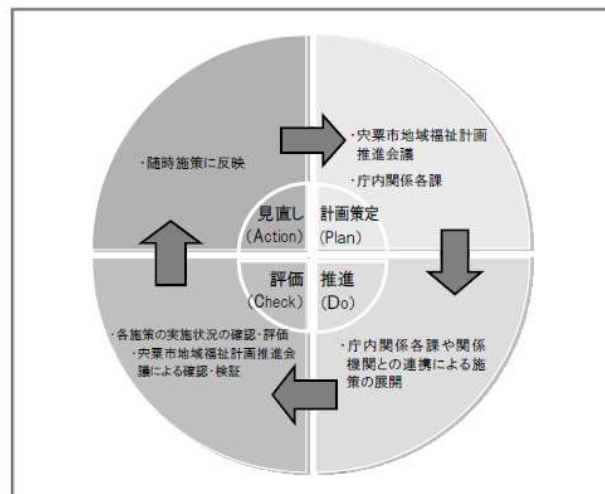 ・随時施策に反映
・宍粟市地域福祉計画
推進会議
・庁内関係各課
見直し
(Action)
計画策定
(Plan)
評価
(Check)
推進
(Do)
・各施策の実施状況の確認・評価
・宍粟市地域福祉計画推進会
議による確認・検証
・庁内関係各課や関係
機関との連携による施
策の展開